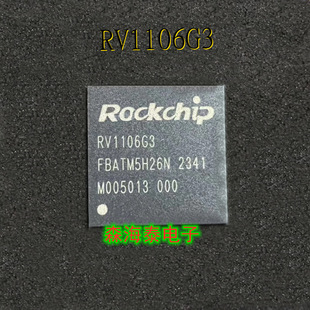 RV1106G3
Rockchip
RV1106G3
FBATM5H26N 2341
M005013 000
森海泰电子